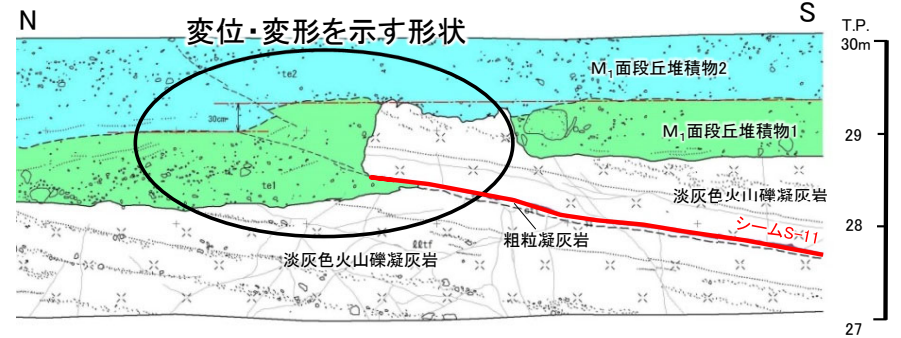 N
変位・変形を示す形状
S
T.P.
30m
te2
M1面段丘堆積物2
30cm
29
M1面段丘堆積物1
te1
淡灰色火山礫凝灰岩
28
シームS-11
粗粒凝灰岩
ℓℓtf
淡灰色火山礫凝灰岩
27